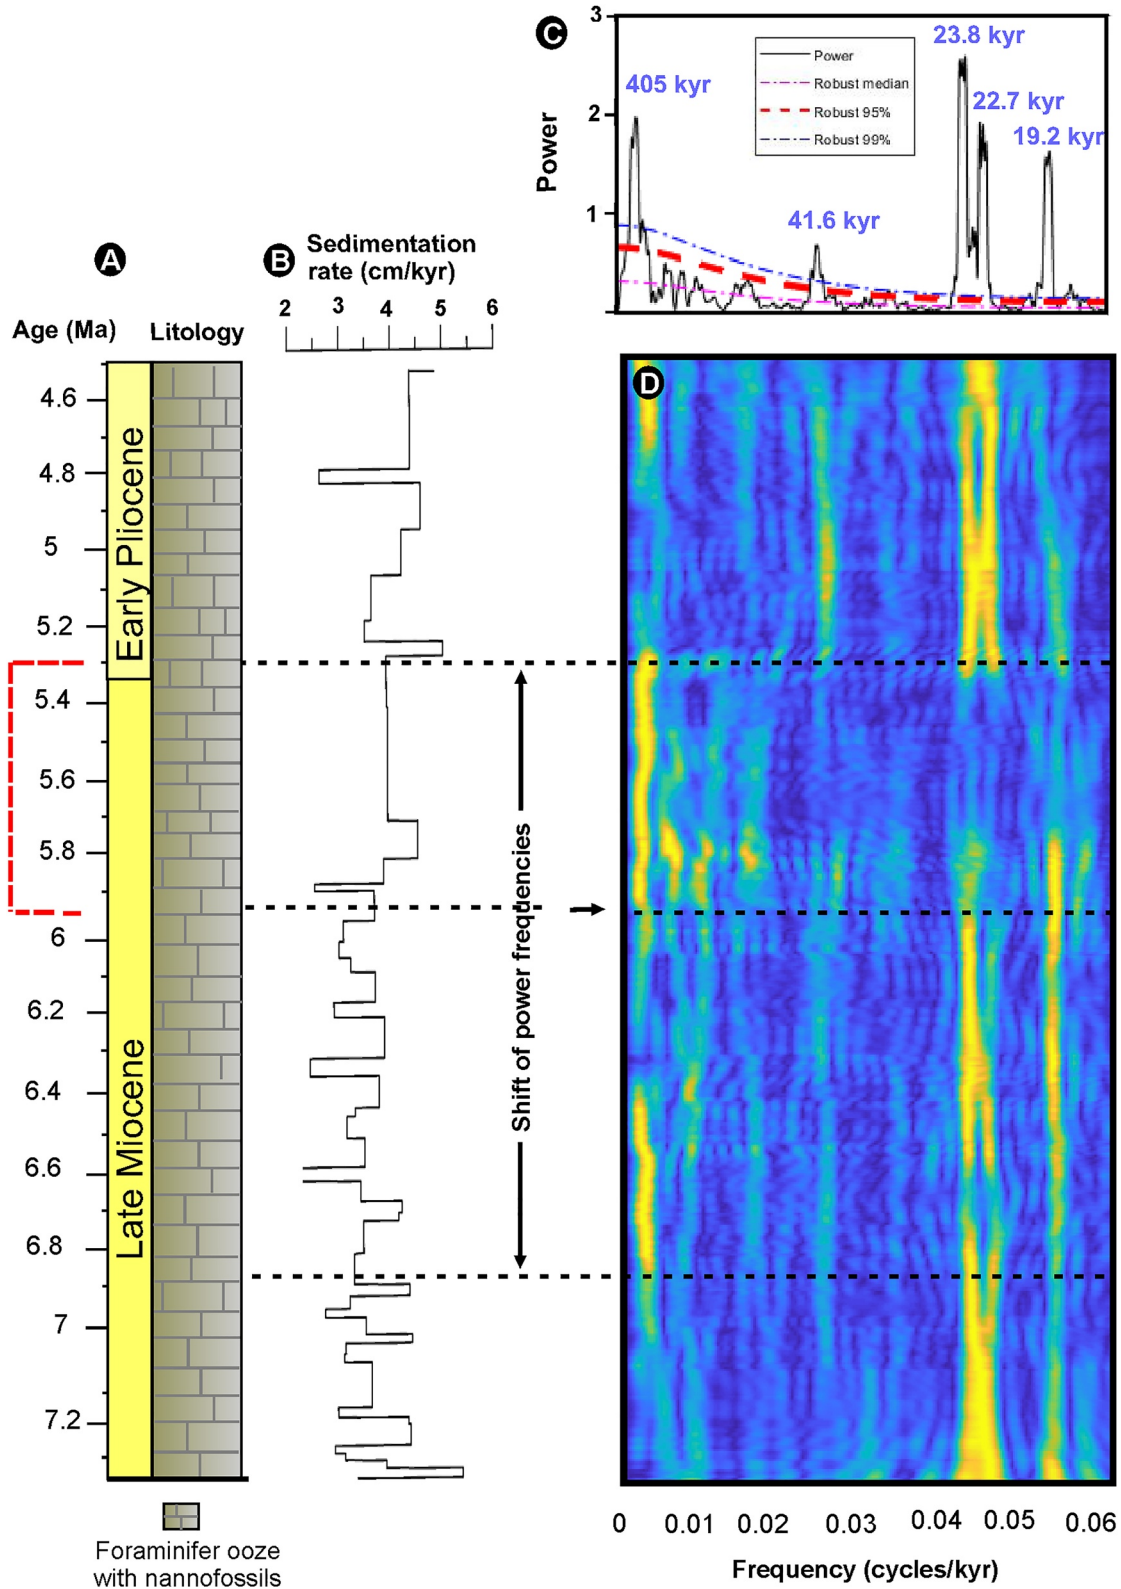 C
3
2
1
Power
405 kyr
41.6 kyr
23.8 kyr
22.7 kyr
19.2 kyr
Power
Robust median
Robust 95%
Robust 99%
A
B
Sedimentation
rate (cm/kyr)
2 3 4 5 6
Age (Ma)
Litology
4.6
4.8
5
5.2
5.4
5.6
5.8
6
6.2
6.4
6.6
6.8
7
7.2
Early Pliocene
Late Miocene
Shift of power frequencies
D
0 0.01 0.02 0.03 0.04 0.05 0.06
Frequency (cycles/kyr)
Foraminifer ooze
with nannofossils